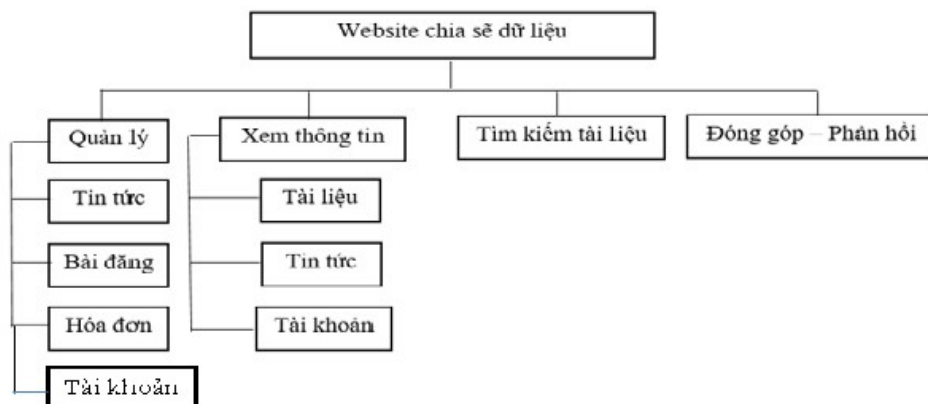 Website chia sẽ dữ liệu
Quản lý
Xem thông tin
Tìm kiếm tài liệu
Đóng góp – Phản hồi
Tin tức
Tài liệu
Bài đăng
Tin tức
Hóa đơn
Tài khoản
Tài khoản